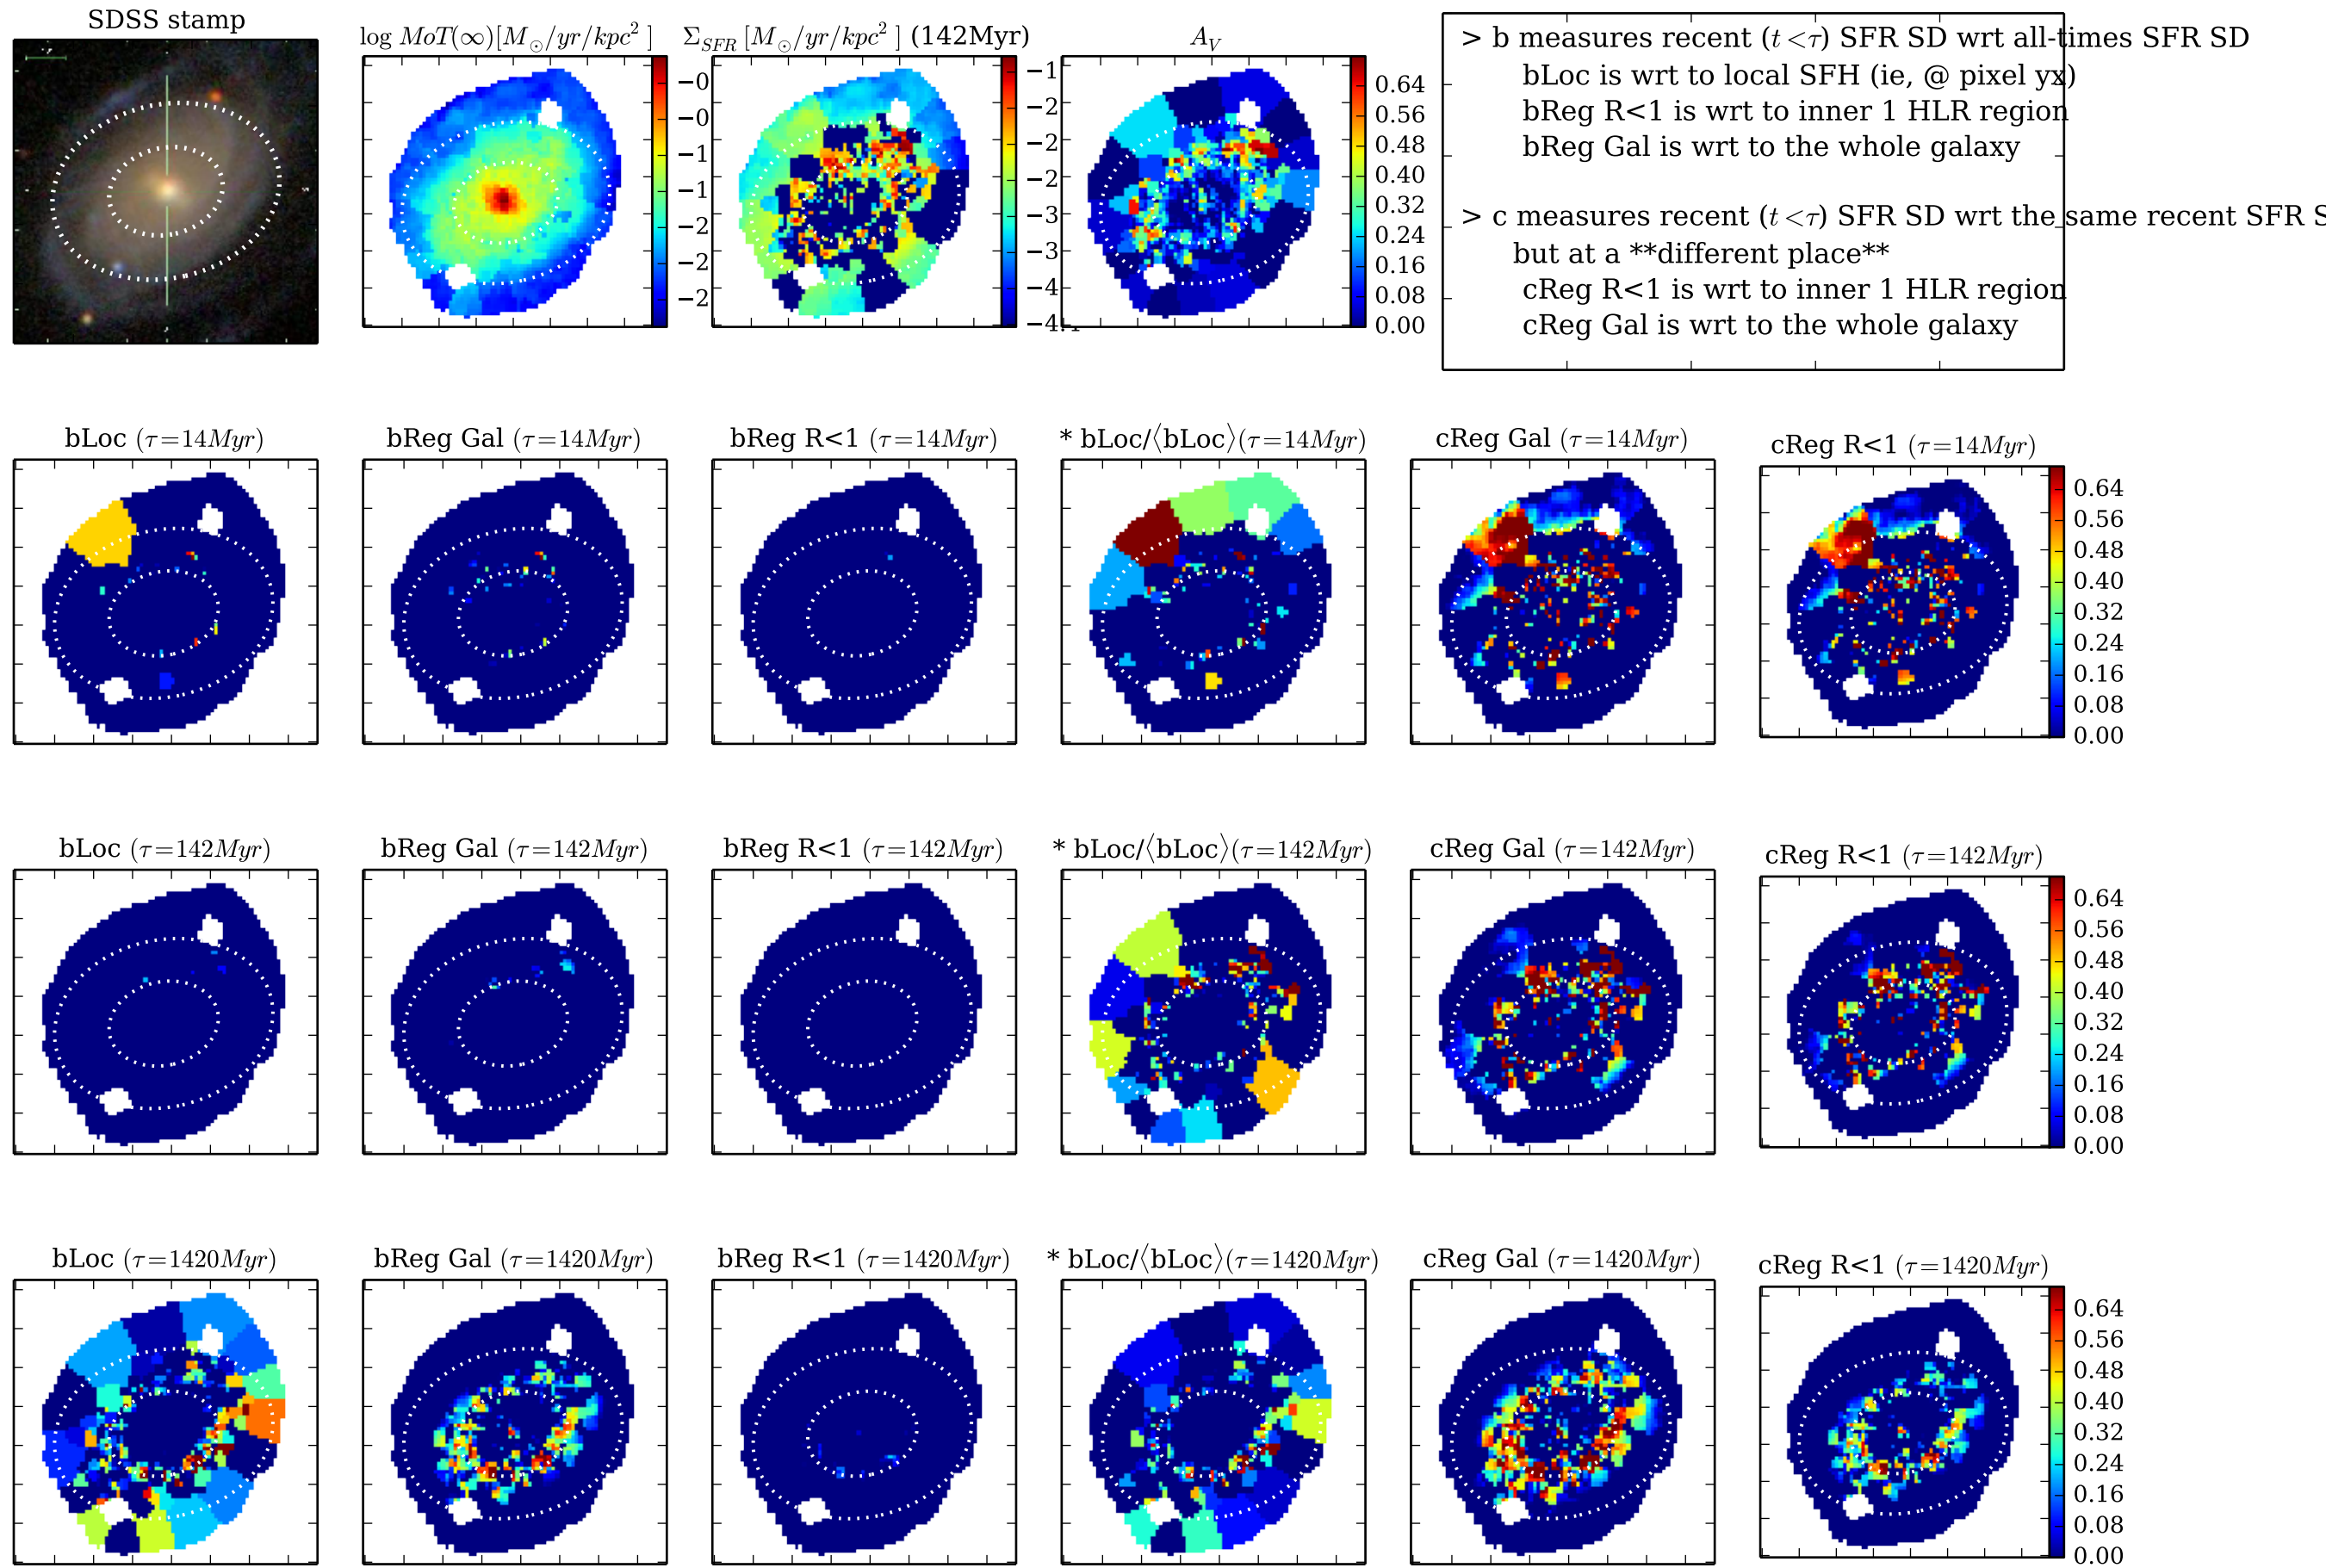 SDSS stamp
log MoT(∞)[M⊙/yr/kpc² ]
Σ_SFR [M⊙/yr/kpc² ] (142Myr)
A_V
−0
−0
−1
−1
−2
−2
−1
−2
−2
−2
−3
−3
−4
−4.4
0.64
0.56
0.48
0.40
0.32
0.24
0.16
0.08
0.00
> b measures recent (t <τ) SFR SD wrt all-times SFR SD
bLoc is wrt to local SFH (ie, @ pixel yx)
bReg R<1 is wrt to inner 1 HLR region
bReg Gal is wrt to the whole galaxy
> c measures recent (t <τ) SFR SD wrt the same recent SFR S
but at a **different place**
cReg R<1 is wrt to inner 1 HLR region
cReg Gal is wrt to the whole galaxy
bLoc (τ=14Myr)
bReg Gal (τ=14Myr)
bReg R<1 (τ=14Myr)
* bLoc/⟨bLoc⟩(τ=14Myr)
cReg Gal (τ=14Myr)
cReg R<1 (τ=14Myr)
0.64
0.56
0.48
0.40
0.32
0.24
0.16
0.08
0.00
bLoc (τ=142Myr)
bReg Gal (τ=142Myr)
bReg R<1 (τ=142Myr)
* bLoc/⟨bLoc⟩(τ=142Myr)
cReg Gal (τ=142Myr)
cReg R<1 (τ=142Myr)
0.64
0.56
0.48
0.40
0.32
0.24
0.16
0.08
0.00
bLoc (τ=1420Myr)
bReg Gal (τ=1420Myr)
bReg R<1 (τ=1420Myr)
* bLoc/⟨bLoc⟩(τ=1420Myr)
cReg Gal (τ=1420Myr)
cReg R<1 (τ=1420Myr)
0.64
0.56
0.48
0.40
0.32
0.24
0.16
0.08
0.00